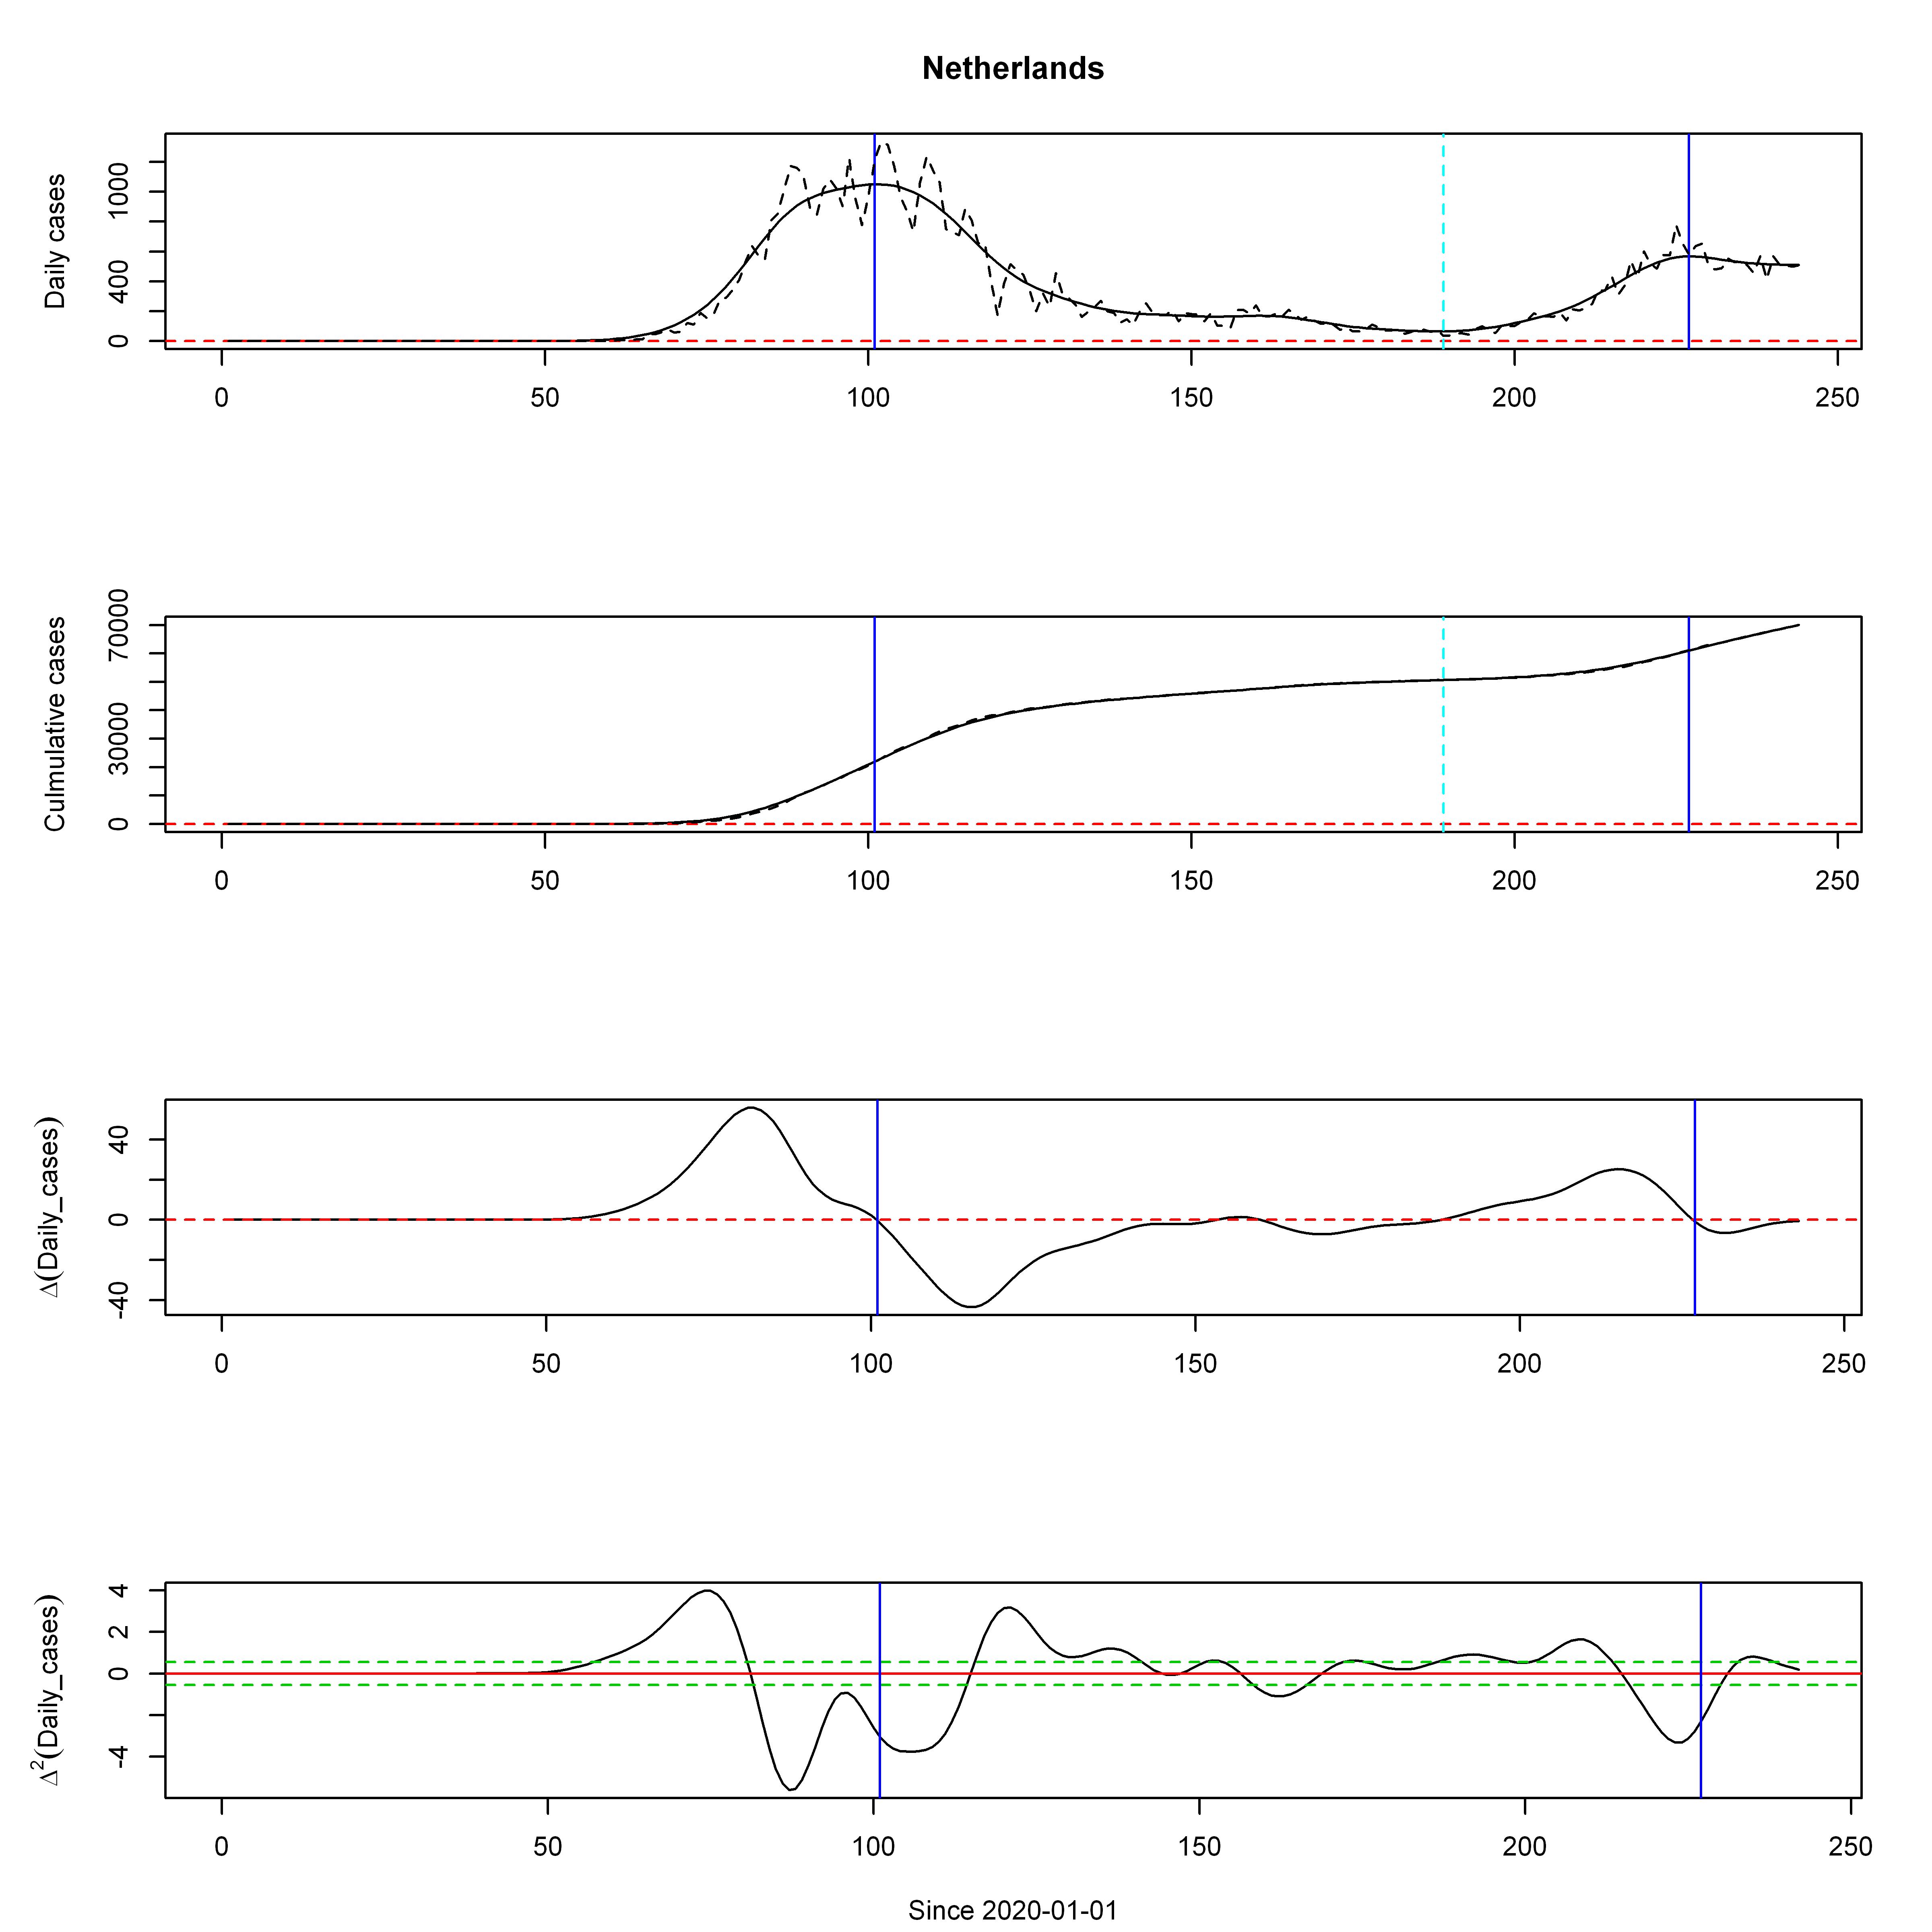 Netherlands
Daily cases
0 400 1000
0 50 100 150 200 250
Culmulative cases
0 30000 70000
0 50 100 150 200 250
Δ(Daily_cases)
-40 0 40
0 50 100 150 200 250
Δ²(Daily_cases)
-4 0 2 4
0 50 100 150 200 250
Since 2020-01-01